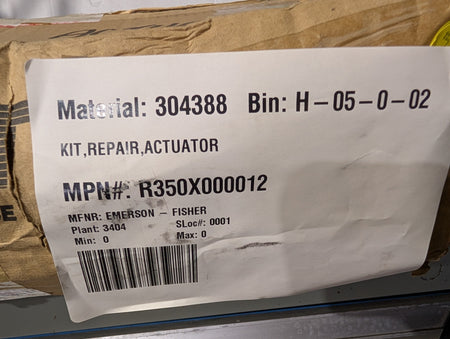 Material: 304388 Bin: H-05-0-02
KIT,REPAIR,ACTUATOR
MPN#: R350X000012
MFNR: EMERSON - FISHER
Plant: 3404 SLoc#: 0001
Min: 0 Max: 0